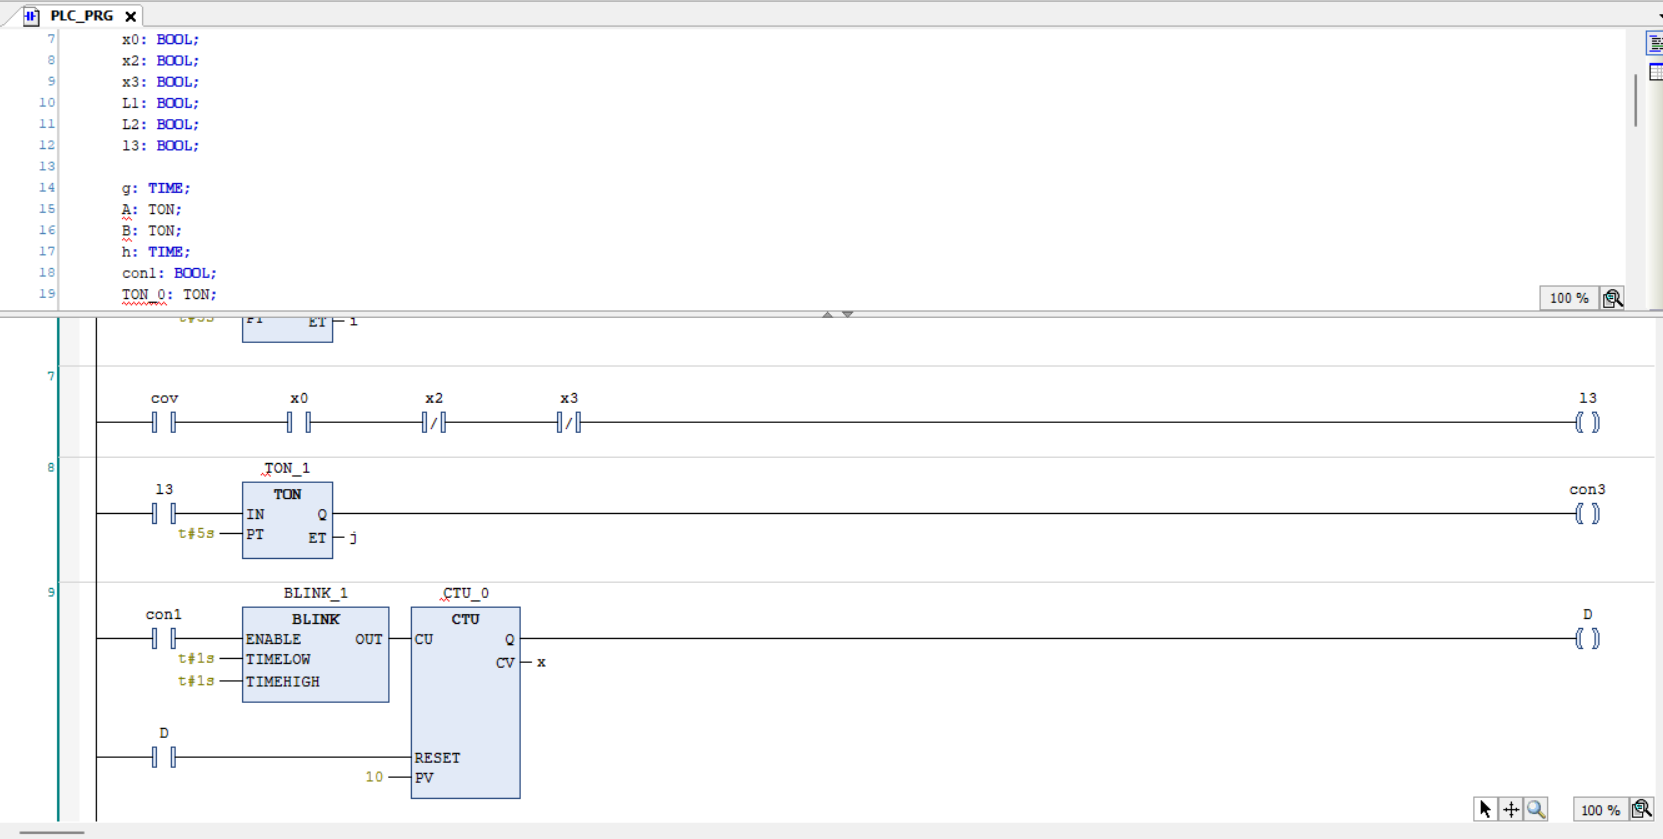 PLC_PRG
7 x0: BOOL;
8 x2: BOOL;
9 x3: BOOL;
10 L1: BOOL;
11 L2: BOOL;
12 l3: BOOL;
13
14 g: TIME;
15 A: TON;
16 B: TON;
17 h: TIME;
18 con1: BOOL;
19 TON_0: TON;
100 %
t#5s PT ET i
7
cov x0 x2 x3 l3
8
TON_1
l3 TON con3
IN Q
t#5s PT ET j
9
BLINK_1 CTU_0
con1 BLINK CTU D
ENABLE OUT CU Q
t#1s TIMELOW CV x
t#1s TIMEHIGH
D
RESET
10 PV
100 %